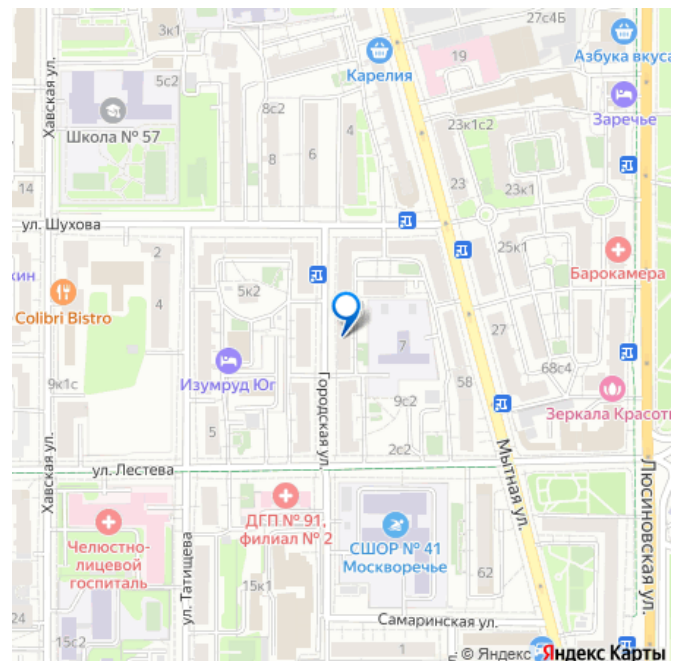 27с4Б
3к1
19
Карелия
Азбука вкуса
Хавская ул.
5с2
Школа № 57
8с2
4
8
6
23к1с2
Заречье
14
23
23к1
ул. Шухова
2
25к1
Барокамера
кин
Colibri Bistro
4
5к2
27
7
Изумруд Юг
68с4
9к1с
58
9с2
Зеркала Красоты
5
Городская ул.
Хавская ул.
2с2
ул. Лестева
Мытная ул.
Люсиновская ул.
Челюстно-
лицевой
госпиталь
ДГП № 91,
филиал № 2
СШОР № 41
Москворечье
ул. Татищева
62
24
15к1
Самаринская ул.
15с2
1
© Яндекс Яндекс Карты